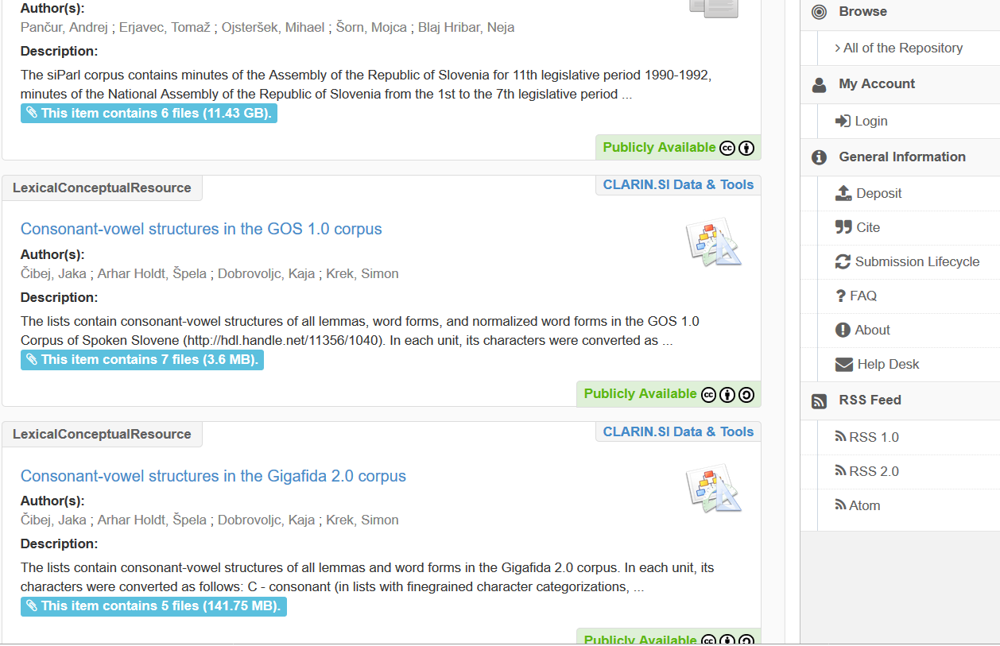 Author(s):
Pančur, Andrej ; Erjavec, Tomaž ; Ojsteršek, Mihael ; Šorn, Mojca ; Blaj Hribar, Neja
Description:
The siParl corpus contains minutes of the Assembly of the Republic of Slovenia for 11th legislative period 1990-1992,
minutes of the National Assembly of the Republic of Slovenia from the 1st to the 7th legislative period ...
This item contains 6 files (11.43 GB).
Publicly Available
LexicalConceptualResource
CLARIN.SI Data & Tools
Consonant-vowel structures in the GOS 1.0 corpus
Author(s):
Čibej, Jaka ; Arhar Holdt, Špela ; Dobrovoljc, Kaja ; Krek, Simon
Description:
The lists contain consonant-vowel structures of all lemmas, word forms, and normalized word forms in the GOS 1.0
Corpus of Spoken Slovene (http://hdl.handle.net/11356/1040). In each unit, its characters were converted as ...
This item contains 7 files (3.6 MB).
Publicly Available
LexicalConceptualResource
CLARIN.SI Data & Tools
Consonant-vowel structures in the Gigafida 2.0 corpus
Author(s):
Čibej, Jaka ; Arhar Holdt, Špela ; Dobrovoljc, Kaja ; Krek, Simon
Description:
The lists contain consonant-vowel structures of all lemmas and word forms in the Gigafida 2.0 corpus. In each unit, its
characters were converted as follows: C - consonant (in lists with finegrained character categorizations, ...
This item contains 5 files (141.75 MB).
Publicly Available
Browse
All of the Repository
My Account
Login
General Information
Deposit
Cite
Submission Lifecycle
FAQ
About
Help Desk
RSS Feed
RSS 1.0
RSS 2.0
Atom